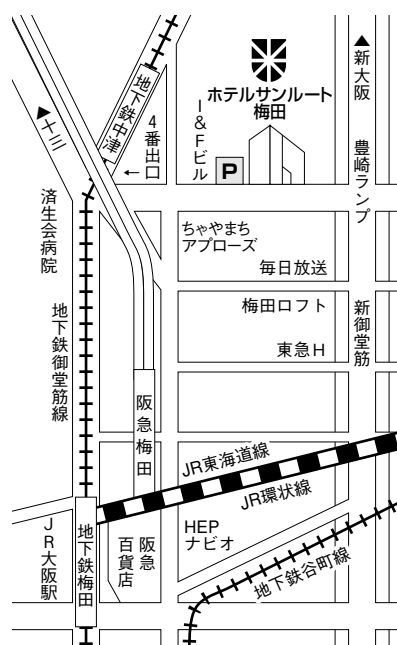 ▲新大阪
ホテルサンルート
梅田
I&Fビル
P
地下鉄中津
4番出口
←
▲十三
豊崎ランプ
済生会病院
ちゃやまち
アプローズ
毎日放送
梅田ロフト
新御堂筋
地下鉄御堂筋線
東急H
阪急梅田
JR東海道線
JR環状線
HEP
ナビオ
JR大阪駅
地下鉄梅田
阪急
百貨店
地下鉄谷町線